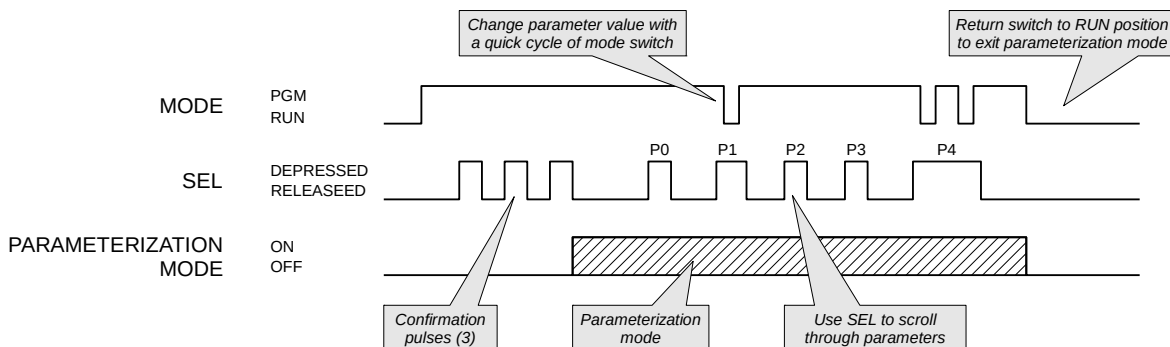 Change parameter value with
a quick cycle of mode switch
Return switch to RUN position
to exit parameterization mode
MODE
PGM
RUN
P0
P1
P2
P3
P4
SEL
DEPRESSED
RELEASEED
PARAMETERIZATION
MODE
ON
OFF
Confirmation
pulses (3)
Parameterization
mode
Use SEL to scroll
through parameters